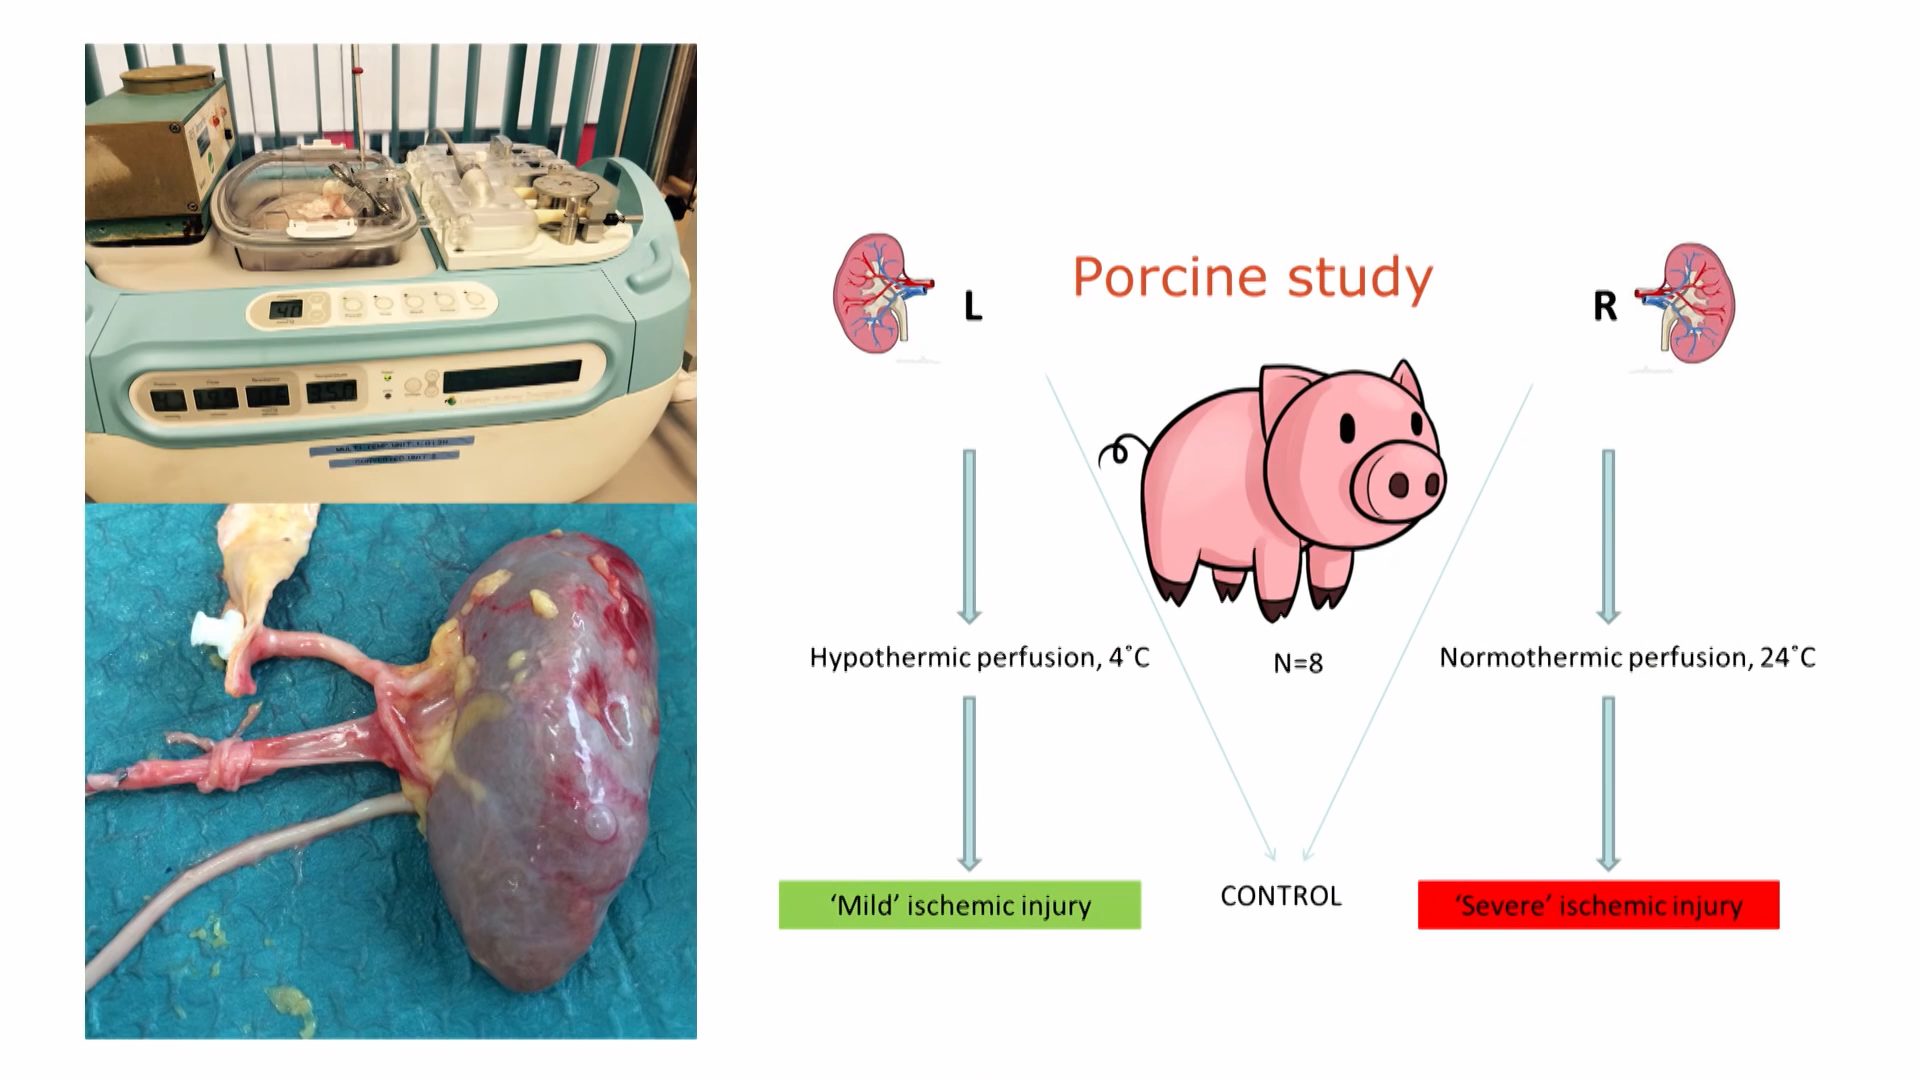 Porcine study
L
R
Hypothermic perfusion, 4°C
N=8
Normothermic perfusion, 24°C
'Mild' ischemic injury
CONTROL
'Severe' ischemic injury